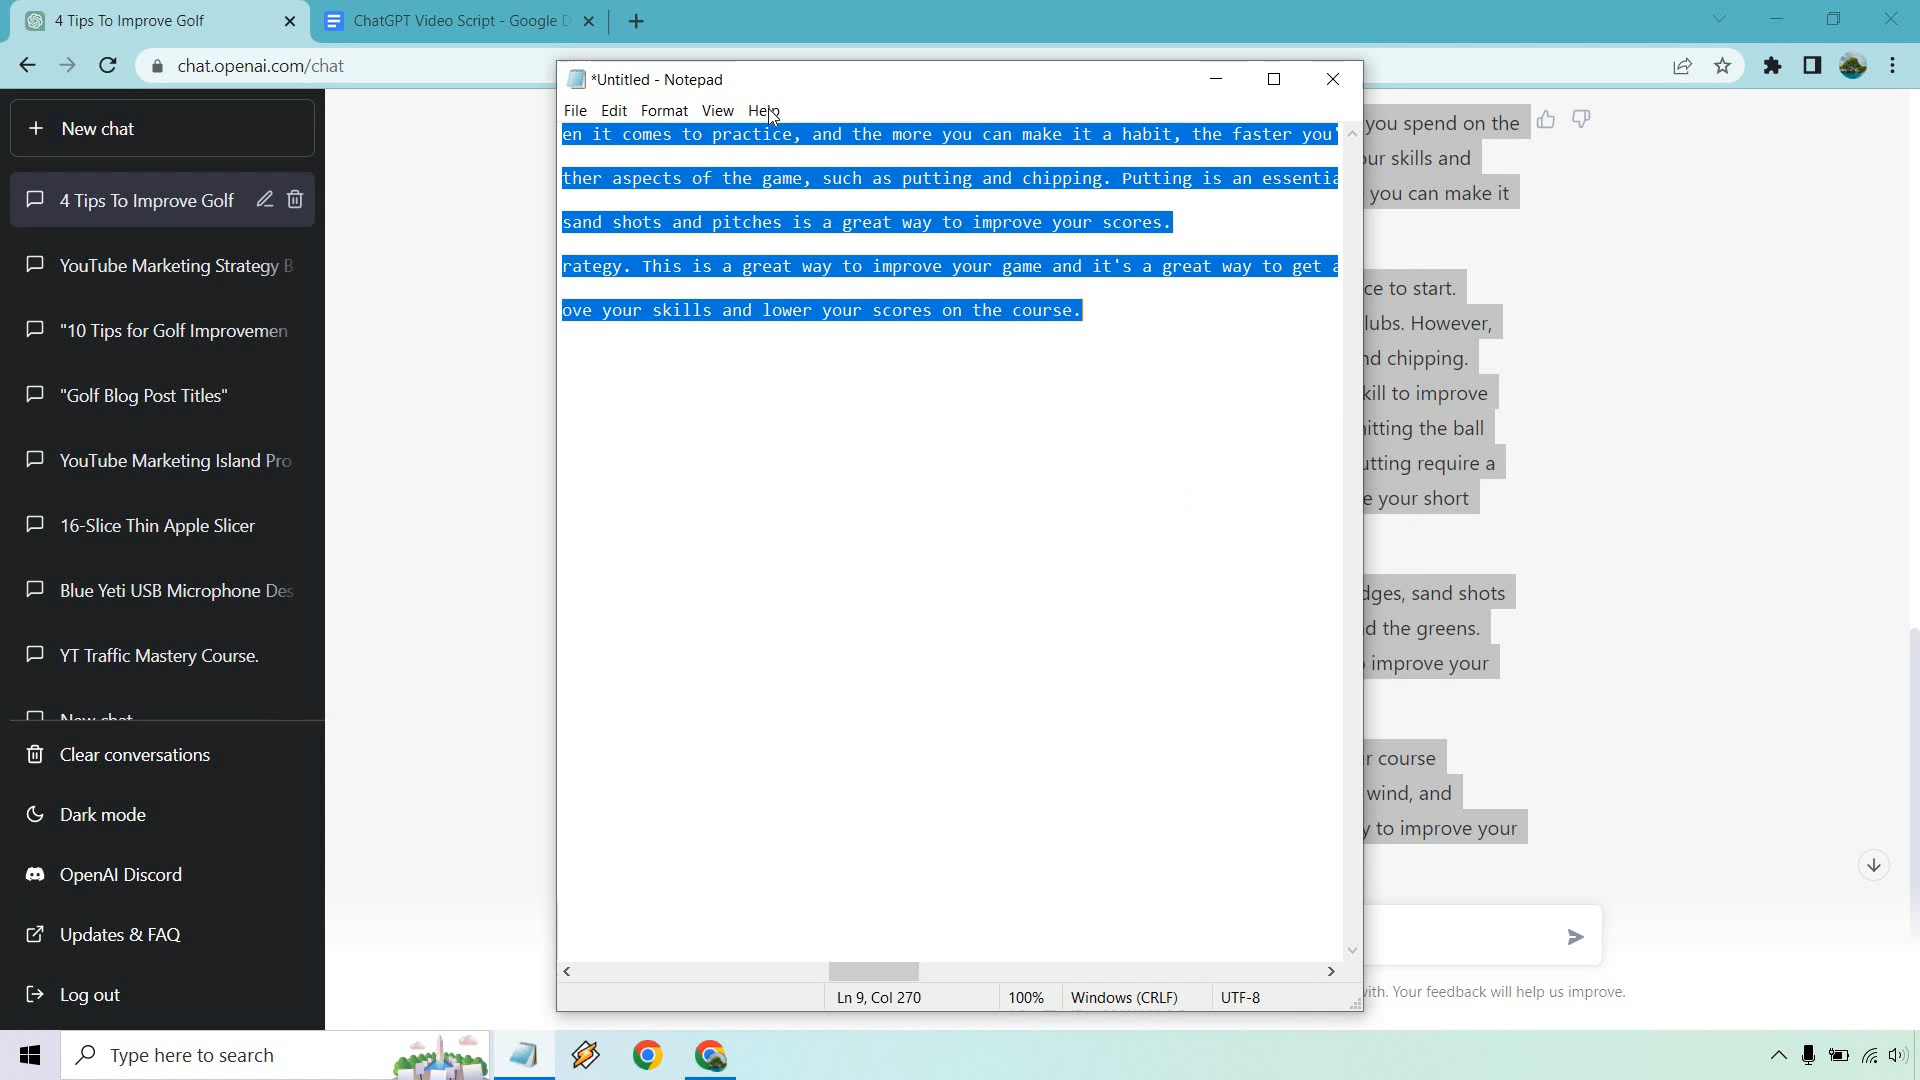 4 Tips To Improve Golf
ChatGPT Video Script - Google D
chat.openai.com/chat
New chat
4 Tips To Improve Golf
YouTube Marketing Strategy B
"10 Tips for Golf Improvemen
"Golf Blog Post Titles"
YouTube Marketing Island Pro
16-Slice Thin Apple Slicer
Blue Yeti USB Microphone Des
YT Traffic Mastery Course.
New chat
Clear conversations
Dark mode
OpenAI Discord
Updates & FAQ
Log out
*Untitled - Notepad
File Edit Format View Help
en it comes to practice, and the more you can make it a habit, the faster you'
ther aspects of the game, such as putting and chipping. Putting is an essentia
sand shots and pitches is a great way to improve your scores.
rategy. This is a great way to improve your game and it's a great way to get a
ove your skills and lower your scores on the course.
Ln 9, Col 270 100% Windows (CRLF) UTF-8
you spend on the
ur skills and
you can make it
ce to start.
lubs. However,
nd chipping.
kill to improve
hitting the ball
utting require a
e your short
dges, sand shots
d the greens.
improve your
r course
wind, and
y to improve your
with. Your feedback will help us improve.
Type here to search